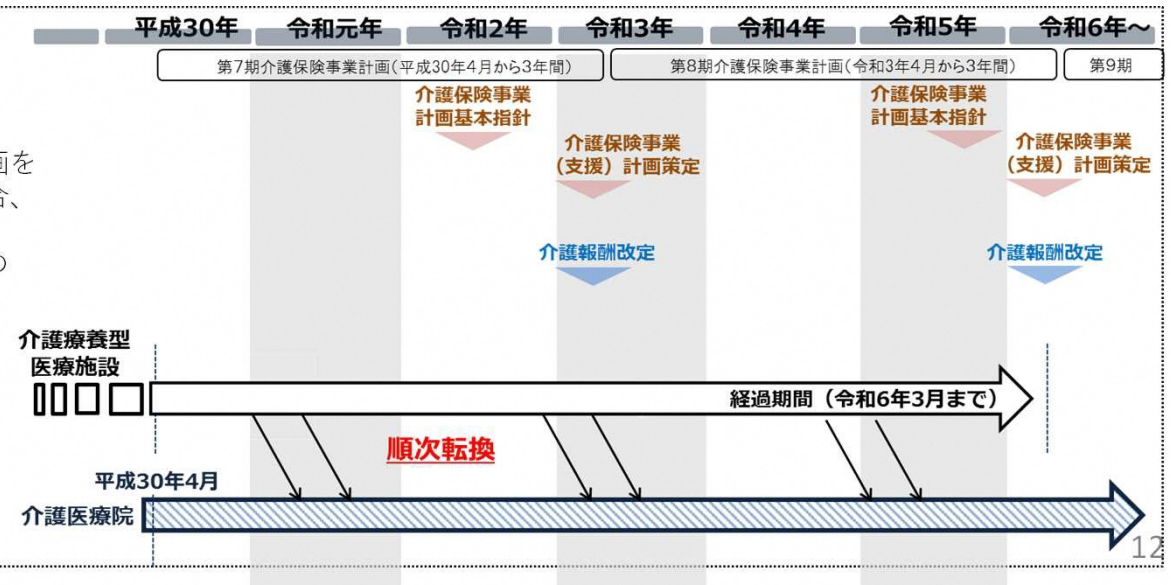 平成30年 令和元年 令和2年 令和3年 令和4年 令和5年 令和6年～
第7期介護保険事業計画(平成30年4月から3年間) 第8期介護保険事業計画(令和3年4月から3年間) 第9期
介護保険事業
計画基本指針
介護保険事業
(支援)計画策定
介護保険事業
計画基本指針
介護保険事業
(支援)計画策定
画を
合、
の
介護報酬改定 介護報酬改定
介護療養型
医療施設
経過期間(令和6年3月まで)
順次転換
平成30年4月
介護医療院
12